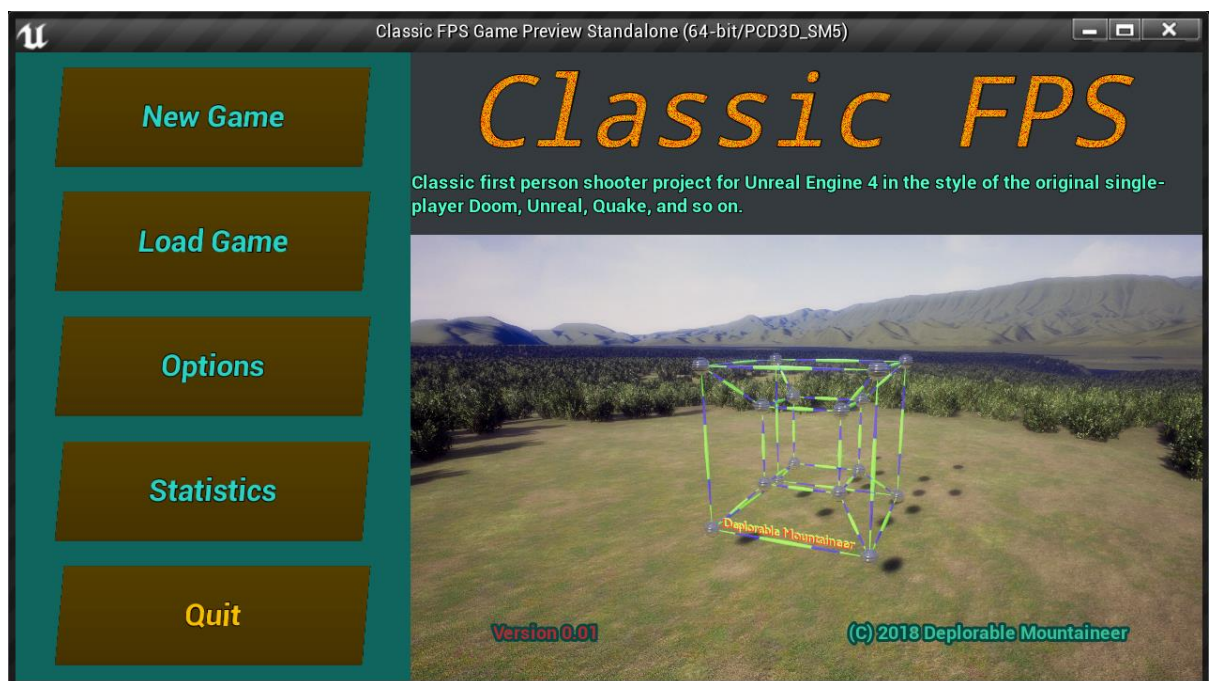 Classic FPS Game Preview Standalone (64-bit/PCD3D_SM5)
New Game
Load Game
Options
Statistics
Quit
Classic FPS
Classic first person shooter project for Unreal Engine 4 in the style of the original single-
player Doom, Unreal, Quake, and so on.
Deplorable Mountaineer
Version 0.01
(C) 2018 Deplorable Mountaineer